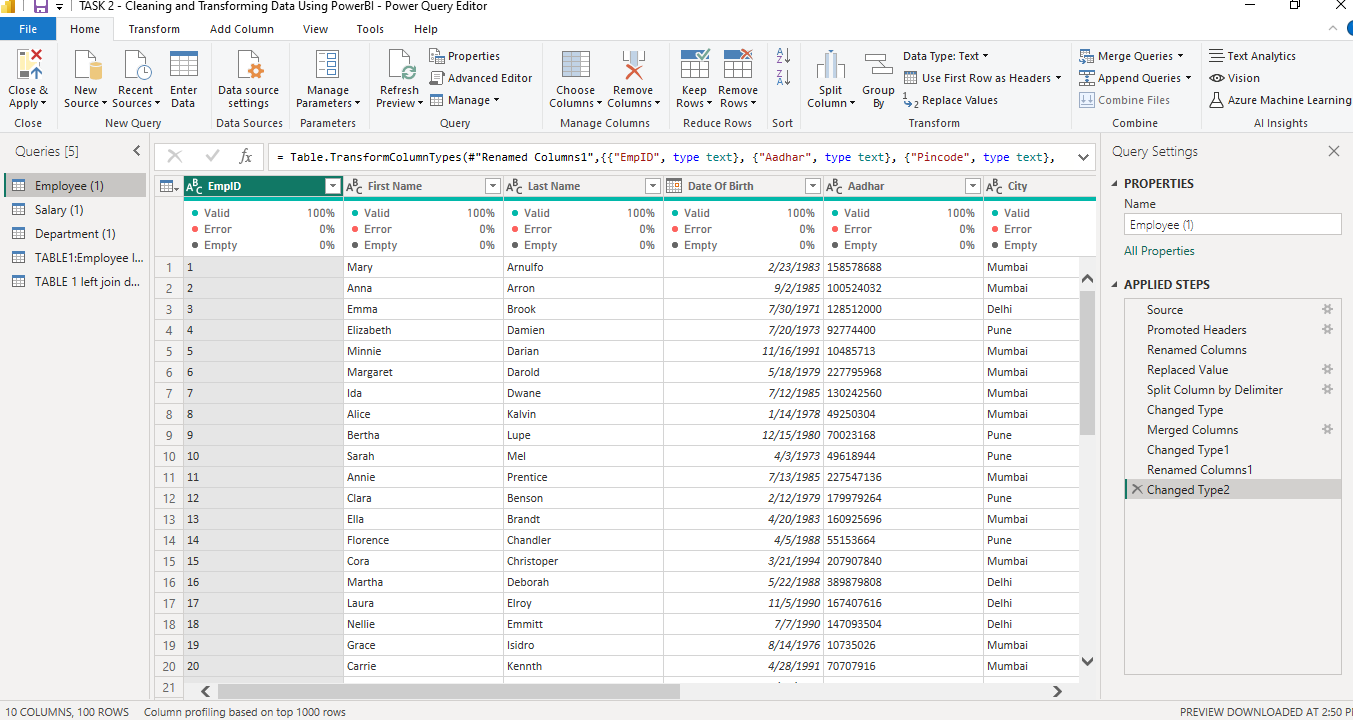 TASK 2 - Cleaning and Transforming Data Using PowerBI - Power Query Editor
File Home Transform Add Column View Tools Help
Close & Apply
New Source
Recent Sources
Enter Data
Data source settings
Manage Parameters
Refresh Preview
Properties
Advanced Editor
Manage
Choose Columns
Remove Columns
Keep Rows
Remove Rows
A Z
Z A
Split Column
Group By
Data Type: Text
Use First Row as Headers
1 2 Replace Values
Merge Queries
Append Queries
Combine Files
Text Analytics
Vision
Azure Machine Learning
Close New Query Data Sources Parameters Query Manage Columns Reduce Rows Sort Transform Combine AI Insights
Queries [5]
Employee (1)
Salary (1)
Department (1)
TABLE1:Employee l...
TABLE 1 left join d...
fx = Table.TransformColumnTypes(#"Renamed Columns1",{{"EmpID", type text}, {"Aadhar", type text}, {"Pincode", type text},
ABC EmpID ABC First Name ABC Last Name Date Of Birth ABC Aadhar ABC City
Valid 100% Valid 100% Valid 100% Valid 100% Valid 100% Valid
Error 0% Error 0% Error 0% Error 0% Error 0% Error
Empty 0% Empty 0% Empty 0% Empty 0% Empty 0% Empty
1 1 Mary Arnulfo 2/23/1983 158578688 Mumbai
2 2 Anna Arron 9/2/1985 100524032 Mumbai
3 3 Emma Brook 7/30/1971 128512000 Delhi
4 4 Elizabeth Damien 7/20/1973 92774400 Pune
5 5 Minnie Darian 11/16/1991 10485713 Mumbai
6 6 Margaret Darold 5/18/1979 227795968 Mumbai
7 7 Ida Dwane 7/12/1985 130242560 Mumbai
8 8 Alice Kalvin 1/14/1978 49250304 Mumbai
9 9 Bertha Lupe 12/15/1980 70023168 Pune
10 10 Sarah Mel 4/3/1973 49618944 Pune
11 11 Annie Prentice 7/13/1985 227547136 Mumbai
12 12 Clara Benson 2/12/1979 179979264 Pune
13 13 Ella Brandt 4/20/1983 160925696 Mumbai
14 14 Florence Chandler 4/5/1988 55153664 Pune
15 15 Cora Christoper 3/21/1994 207907840 Mumbai
16 16 Martha Deborah 5/22/1988 389879808 Delhi
17 17 Laura Elroy 11/5/1990 167407616 Delhi
18 18 Nellie Emmitt 7/7/1990 147093504 Delhi
19 19 Grace Isidro 8/14/1976 10735026 Mumbai
20 20 Carrie Kennth 4/28/1991 70707916 Mumbai
21
Query Settings
PROPERTIES
Name
Employee (1)
All Properties
APPLIED STEPS
Source
Promoted Headers
Renamed Columns
Replaced Value
Split Column by Delimiter
Changed Type
Merged Columns
Changed Type1
Renamed Columns1
Changed Type2
10 COLUMNS, 100 ROWS Column profiling based on top 1000 rows PREVIEW DOWNLOADED AT 2:50 P